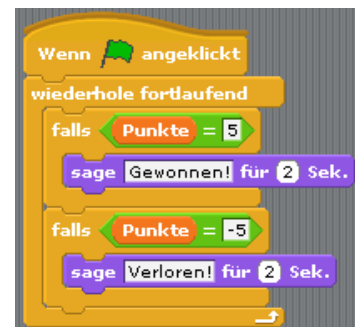 Wenn angeklickt
wiederhole fortlaufend
falls Punkte = 5
sage Gewonnen! für 2 Sek.
falls Punkte = -5
sage Verloren! für 2 Sek.